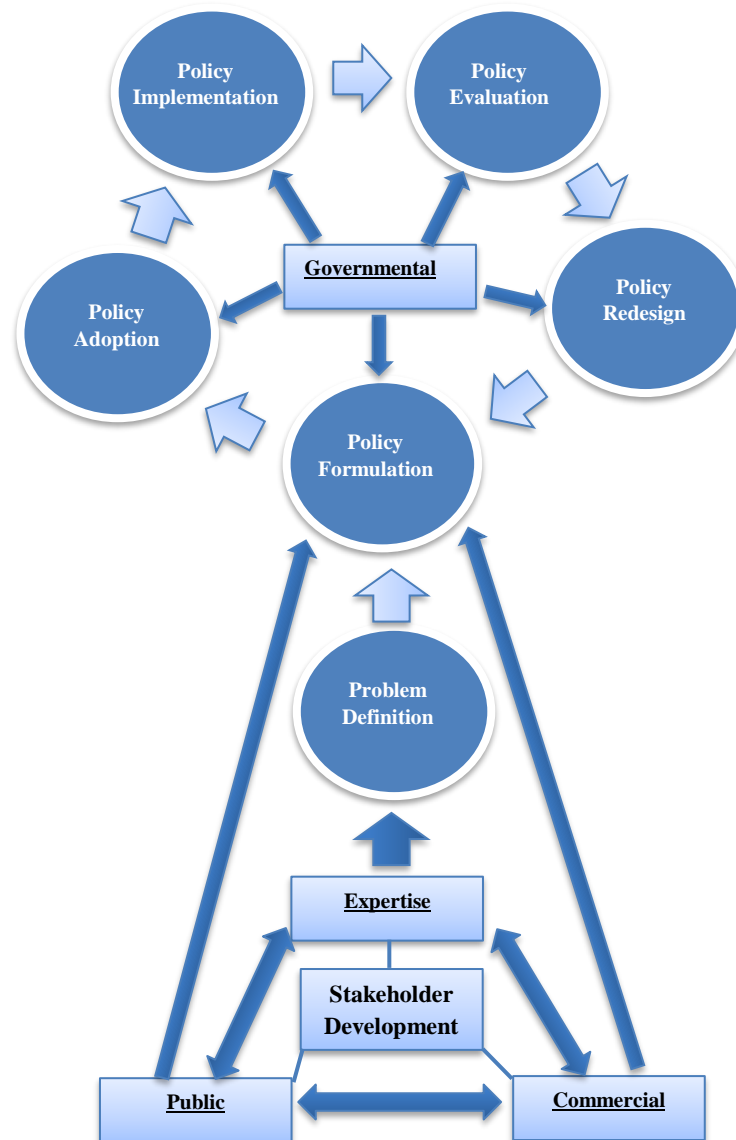 Policy
Implementation
Policy
Evaluation
Governmental
Policy
Adoption
Policy
Redesign
Policy
Formulation
Problem
Definition
Expertise
Stakeholder
Development
Public
Commercial